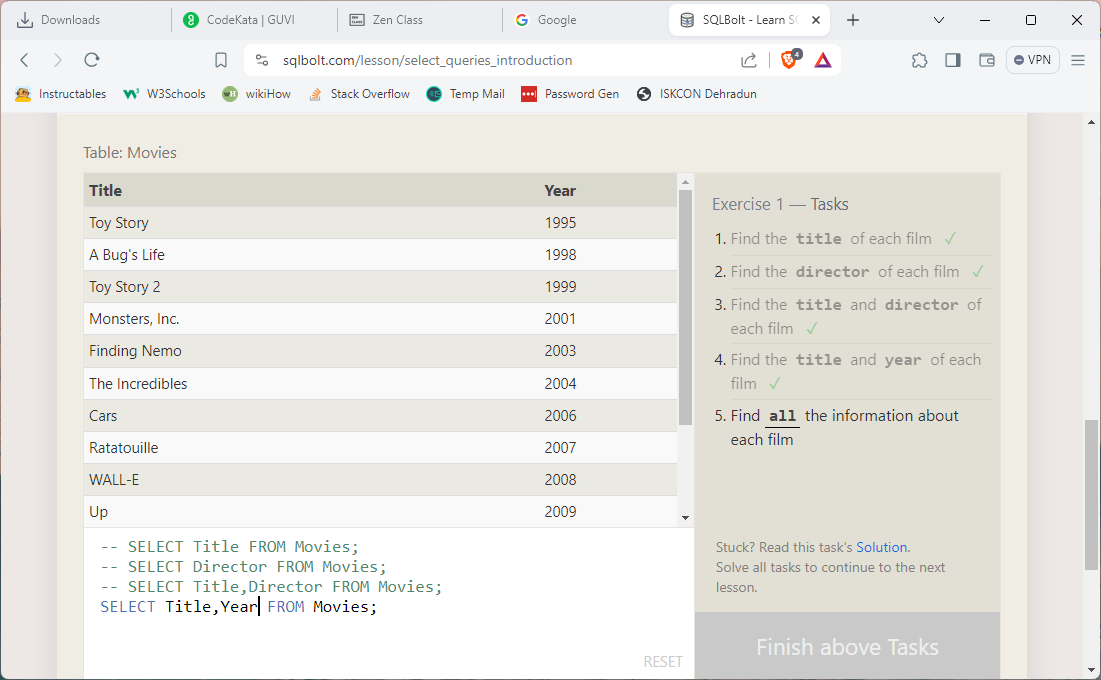 Downloads
CodeKata | GUVI
ZEN CLASS Zen Class
Google
SQLBolt - Learn S
sqlbolt.com/lesson/select_queries_introduction
4
VPN
Instructables
W3Schools
wikiHow
Stack Overflow
Temp Mail
Password Gen
ISKCON Dehradun
Table: Movies
Title Year
Toy Story 1995
A Bug's Life 1998
Toy Story 2 1999
Monsters, Inc. 2001
Finding Nemo 2003
The Incredibles 2004
Cars 2006
Ratatouille 2007
WALL-E 2008
Up 2009
-- SELECT Title FROM Movies;
-- SELECT Director FROM Movies;
-- SELECT Title,Director FROM Movies;
SELECT Title,Year FROM Movies;
RESET
Exercise 1 — Tasks
1. Find the title of each film ✓
2. Find the director of each film ✓
3. Find the title and director of
each film ✓
4. Find the title and year of each
film ✓
5. Find all the information about
each film
Stuck? Read this task's Solution.
Solve all tasks to continue to the next
lesson.
Finish above Tasks